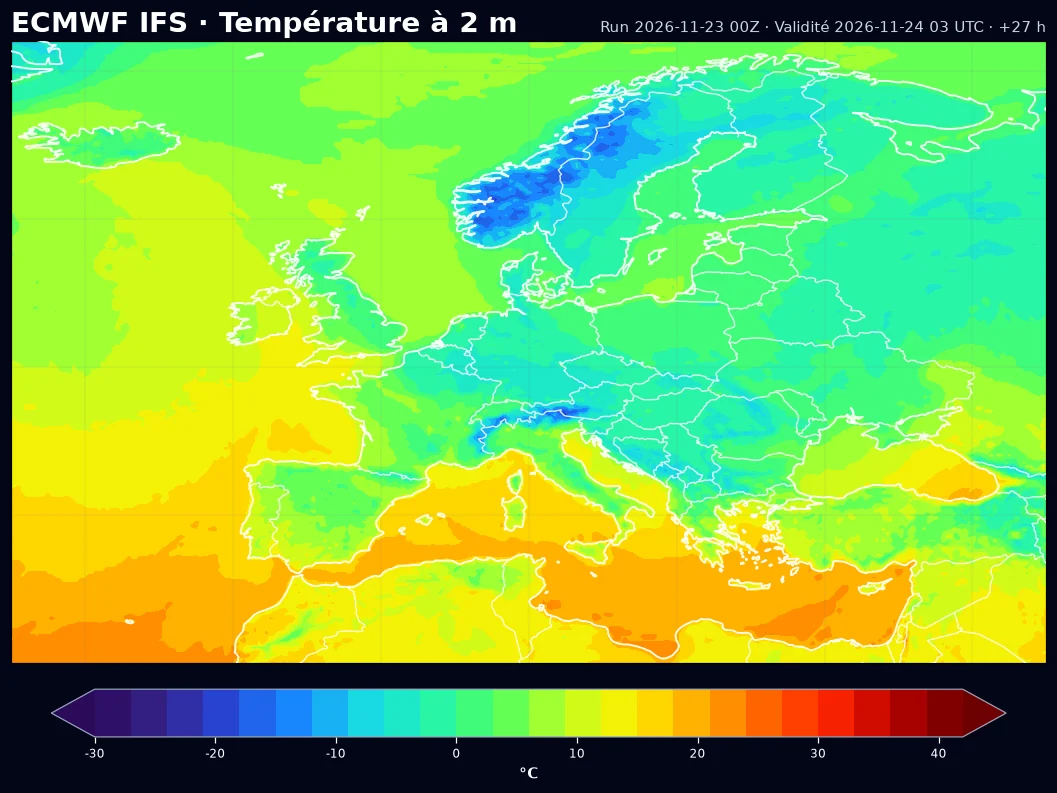 ECMWF IFS · Température à 2 m
Run 2026-11-23 00Z · Validité 2026-11-24 03 UTC · +27 h
-30 -20 -10 0 10 20 30 40
°C